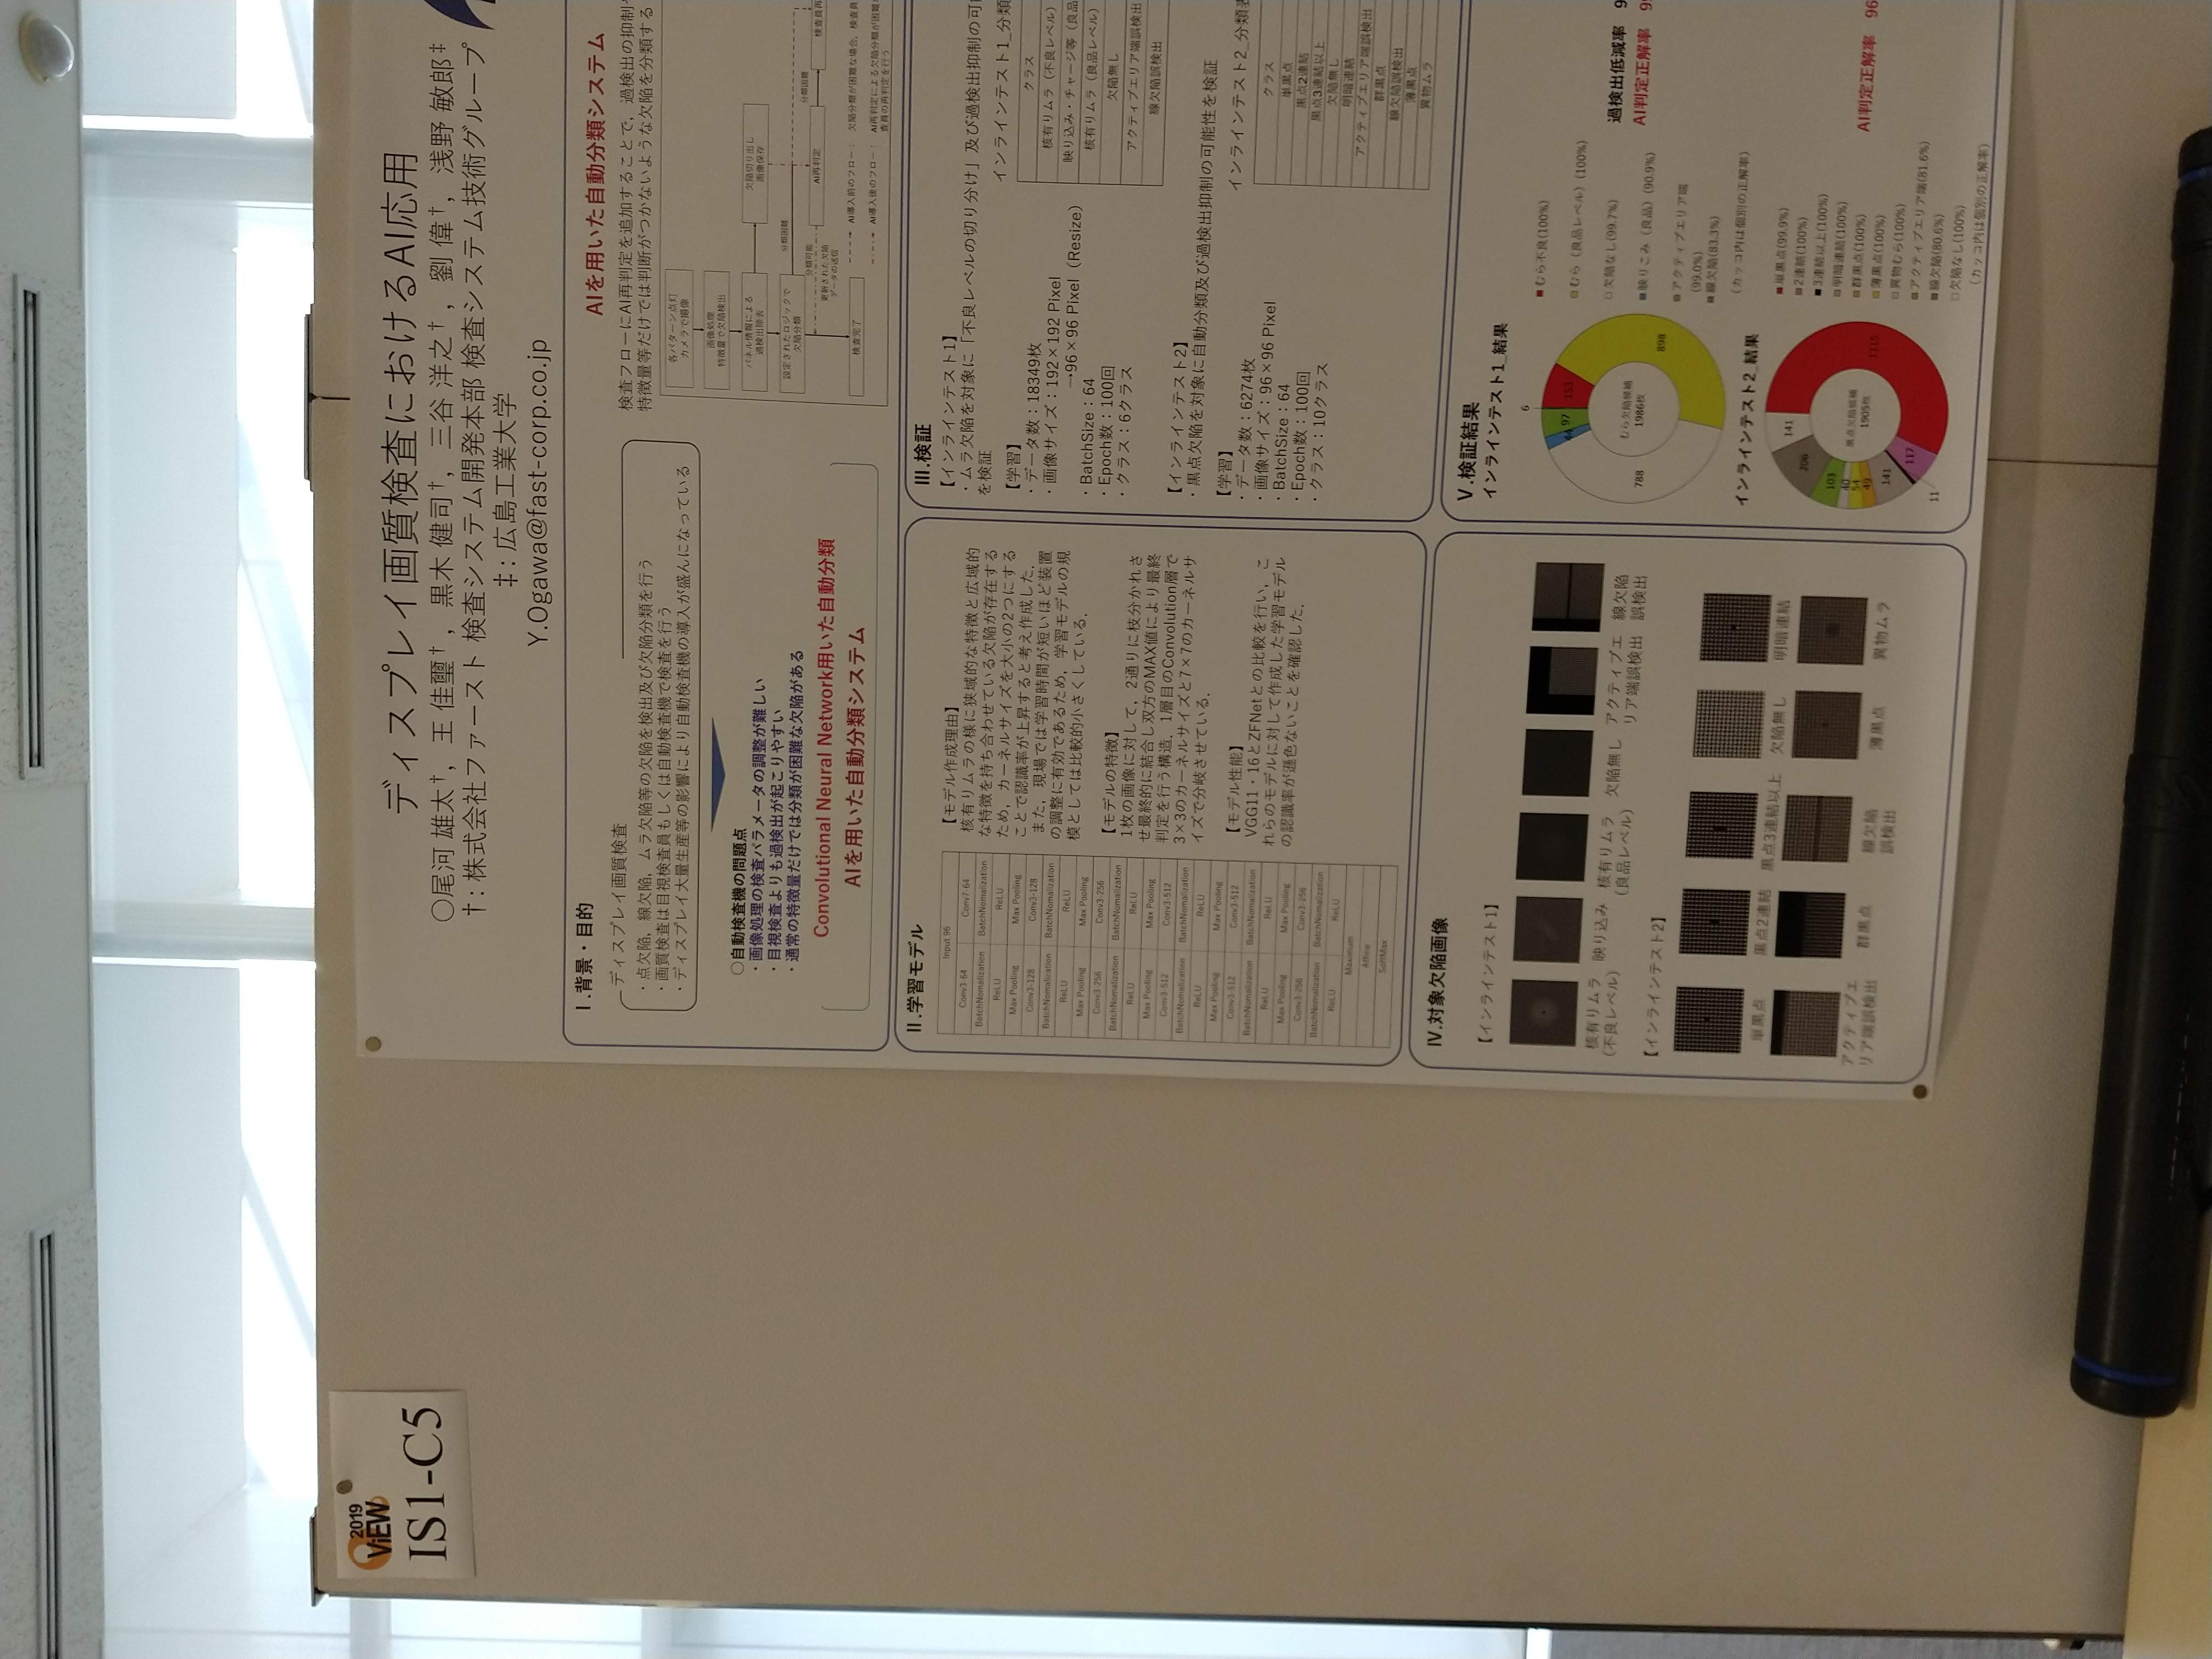 2019
ViEW
IS1-C5
ディスプレイ画質検査におけるAI応用
○尾河 雄太†, 王 佳璽†, 黒木 健司†, 三谷 洋之†, 劉 偉†, 浅野 敏郎‡
†：株式会社ファースト 検査システム開発本部 検査システム技術グループ
‡：広島工業大学
Y.Ogawa@fast-corp.co.jp
Ⅰ.背景・目的
ディスプレイ画質検査
・点欠陥，線欠陥，ムラ欠陥等の欠陥を検出及び欠陥分類を行う
・画質検査は目視検査員もしくは自動検査機で検査を行う
・ディスプレイ大量生産等の影響により自動検査機の導入が盛んになっている
○自動検査機の問題点
・画像処理の検査パラメータの調整が難しい
・目視検査よりも過検出が起こりやすい
・通常の特徴量だけでは分類が困難な欠陥がある
Convolutional Neural Network用いた自動分類
AIを用いた自動分類システム
AIを用いた自動分類システム
検査フローにAI再判定を追加することで，過検出の抑制
特徴量等だけでは判断がつかないような欠陥を分類する
各パターン点灯
カメラで撮像
画像処理
特徴量で欠陥検出
パネル情報による
過検出除去
欠陥切り出し
画像保存
設定されたロジックで
欠陥分類
分類困難
分類困難
分類可能
AI再判定
検査員再
更新された欠陥
データの送信
検査完了
AI導入前のフロー： 欠陥分類が困難な場合，検査員
AI導入後のフロー： AI再判定による欠陥分類が困難
査員の再判定を行う
Ⅱ.学習モデル
Input 96
Conv3-64 Conv7-64
BatchNomalization BatchNomalization
ReLU ReLU
Max Pooling Max Pooling
Conv3-128 Conv3-128
BatchNomalization BatchNomalization
ReLU ReLU
Max Pooling Max Pooling
Conv3-256 Conv3-256
BatchNomalization BatchNomalization
ReLU ReLU
Max Pooling Max Pooling
Conv3-512 Conv3-512
BatchNomalization BatchNomalization
ReLU ReLU
Max Pooling Max Pooling
Conv3-512 Conv3-512
BatchNomalization BatchNomalization
ReLU ReLU
Max Pooling Max Pooling
Conv3-256 Conv3-256
BatchNomalization BatchNomalization
ReLU ReLU
Maximum
Affine
SoftMax
【モデル作成理由】
核有りムラの様に狭域的な特徴と広域的
な特徴を持ち合わせている欠陥が存在する
ため，カーネルサイズを大小の2つにする
ことで認識率が上昇すると考え作成した．
また，現場では学習時間が短いほど装置
の調整に有効であるため，学習モデルの規
模としては比較的小さくしている．
【モデルの特徴】
1枚の画像に対して，2通りに枝分かれさ
せ最終的に結合し双方のMAX値により最終
判定を行う構造．1層目のConvolution層で
3×3のカーネルサイズと7×7のカーネルサ
イズで分岐させている．
【モデル性能】
VGG11・16とZFNetとの比較を行い，こ
れらのモデルに対して作成した学習モデル
の認識率が遜色ないことを確認した．
Ⅲ.検証
【インラインテスト1】
・ムラ欠陥を対象に「不良レベルの切り分け」及び過検出抑制の可
を検証
【学習】
・データ数：18349枚
・画像サイズ：192×192 Pixel
→96×96 Pixel（Resize）
・BatchSize：64
・Epoch数：100回
・クラス：6クラス
インラインテスト1_分類
クラス
核有りムラ（不良レベル）
映り込み・チャージ等（良品
核有りムラ（良品レベル）
欠陥無し
アクティブエリア端誤検出
線欠陥誤検出
【インラインテスト2】
・黒点欠陥を対象に自動分類及び過検出抑制の可能性を検証
【学習】
・データ数：6274枚
・画像サイズ：96×96 Pixel
・BatchSize：64
・Epoch数：100回
・クラス：10クラス
インラインテスト2_分類表
クラス
単黒点
黒点2連結
黒点3連結以上
欠陥無し
明暗連結
アクティブエリア端誤検出
群黒点
線欠陥誤検出
薄黒点
異物ムラ
Ⅳ.対象欠陥画像
【インラインテスト1】
核有りムラ
(不良レベル)
映り込み
核有りムラ
(良品レベル)
欠陥無し
アクティブエ
リア端誤検出
線欠陥
誤検出
【インラインテスト2】
単黒点
黒点2連結
黒点3連結以上
欠陥無し
明暗連結
アクティブエ
リア端誤検出
群黒点
線欠陥
誤検出
薄黒点
異物ムラ
Ⅴ.検証結果
インラインテスト1_結果
6
44
97
153
788
898
むら欠陥候補
1986枚
むら不良(100%)
むら（良品レベル）(100%)
欠陥なし(99.7%)
映りこみ（良品）(90.9%)
アクティブエリア端
(99.0%)
線欠陥(83.3%)
（カッコ内は個別の正解率）
過検出低減率 9
AI判定正解率 9
インラインテスト2_結果
141
206
103
40
54
49
141
11
117
1115
黒点欠陥候補
1905枚
単黒点(99.9%)
2連結(100%)
3連結以上(100%)
明暗連結(100%)
群黒点(100%)
薄黒点(100%)
異物むら(100%)
アクティブエリア端(81.6%)
線欠陥(80.6%)
欠陥なし(100%)
（カッコ内は個別の正解率）
AI判定正解率 96